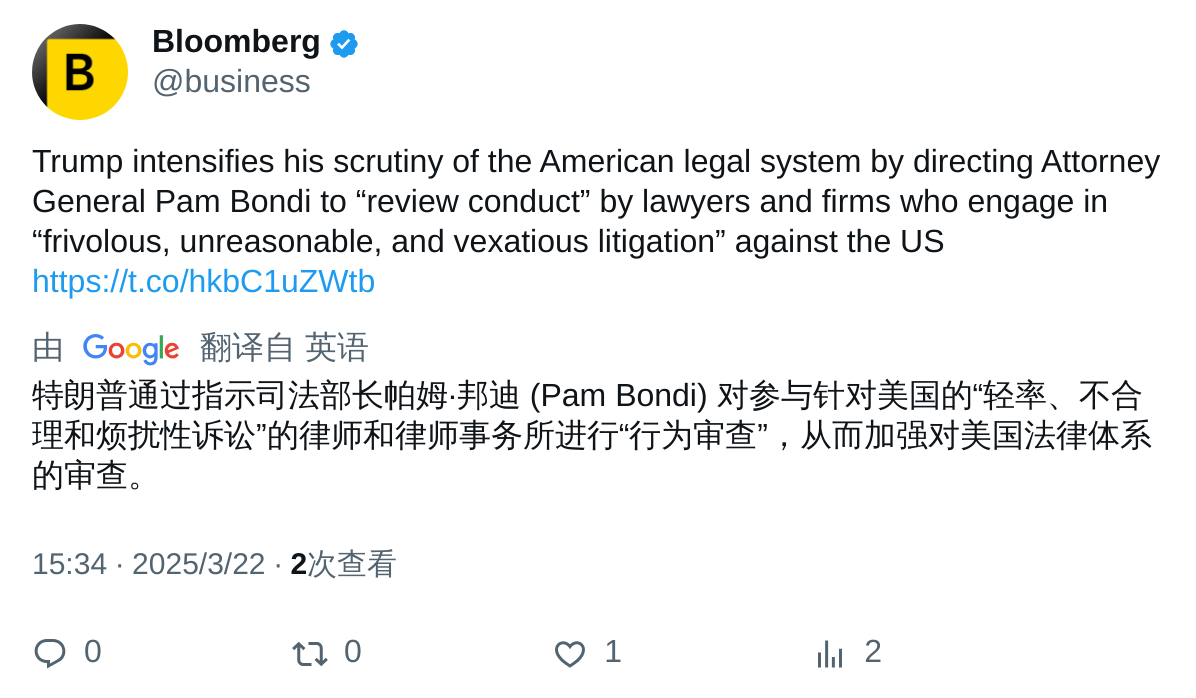 B
Bloomberg
@business
Trump intensifies his scrutiny of the American legal system by directing Attorney
General Pam Bondi to “review conduct” by lawyers and firms who engage in
“frivolous, unreasonable, and vexatious litigation” against the US
https://t.co/hkbC1uZWtb
由 Google 翻译自 英语
特朗普通过指示司法部长帕姆·邦迪 (Pam Bondi) 对参与针对美国的“轻率、不合
理和烦扰性诉讼”的律师和律师事务所进行“行为审查”，从而加强对美国法律体系
的审查。
15:34 · 2025/3/22 · 2次查看
0 0 1 2